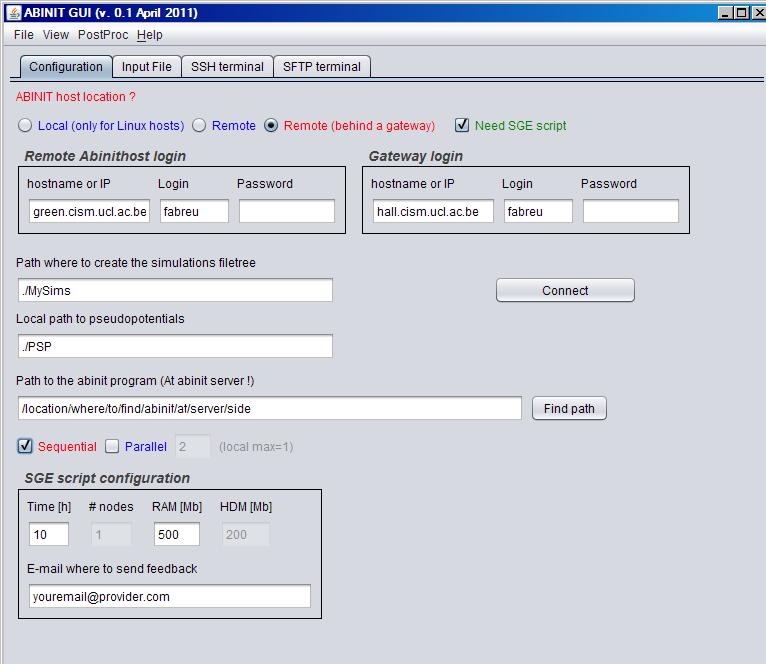 ABINIT GUI (v. 0.1 April 2011)
File View PostProc Help
Configuration Input File SSH terminal SFTP terminal
ABINIT host location ?
Local (only for Linux hosts) Remote Remote (behind a gateway) Need SGE script
Remote Abinithost login Gateway login
hostname or IP Login Password hostname or IP Login Password
green.cism.ucl.ac.be fabreu hall.cism.ucl.ac.be fabreu
Path where to create the simulations filetree
./MySims Connect
Local path to pseudopotentials
./PSP
Path to the abinit program (At abinit server !)
/location/where/to/find/abinit/at/server/side Find path
Sequential Parallel 2 (local max=1)
SGE script configuration
Time [h] # nodes RAM [Mb] HDM [Mb]
10 1 500 200
E-mail where to send feedback
youremail@provider.com